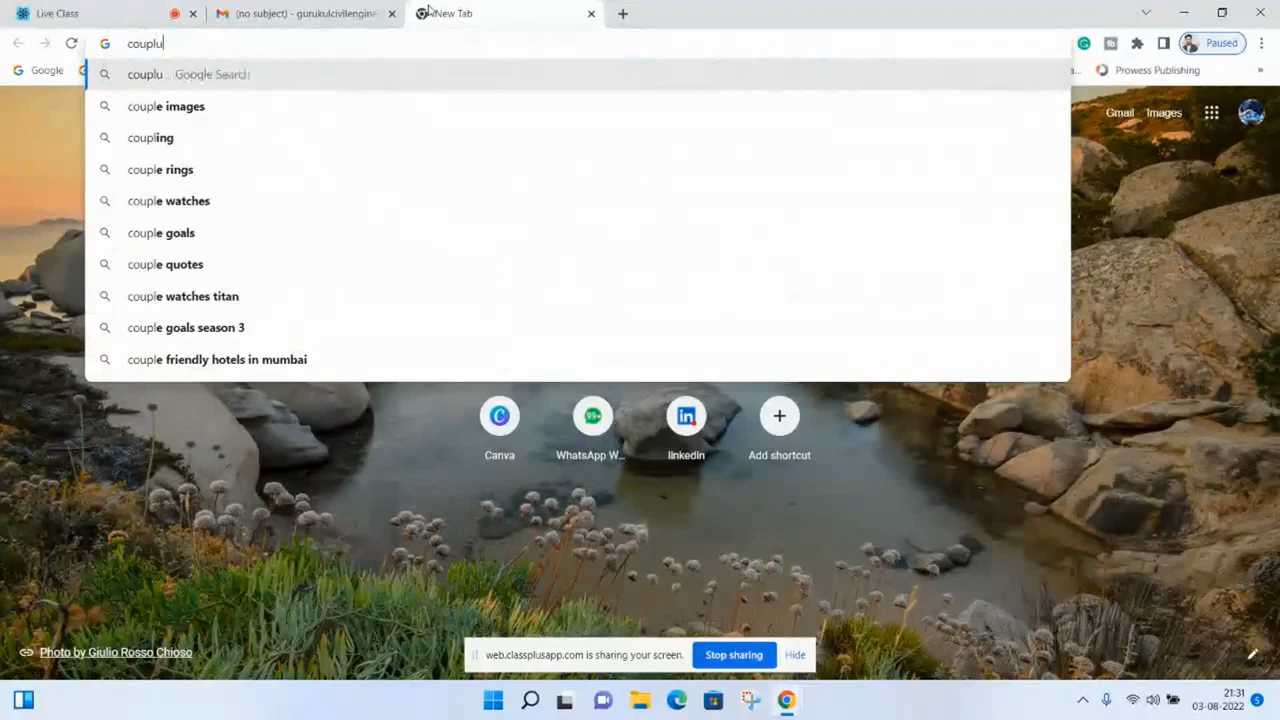 Live Class
(no subject) - gurukulcivilengine
New Tab
couplu
Paused
Google
Prowess Publishing
»
couplu - Google Search
couple images
coupling
couple rings
couple watches
couple goals
couple quotes
couple watches titan
couple goals season 3
couple friendly hotels in mumbai
Gmail Images
Canva
99+
WhatsApp W...
in
linkedin
Add shortcut
Photo by Giulio Rosso Chioso
web.classplusapp.com is sharing your screen.
Stop sharing
Hide
21:31
03-08-2022
5